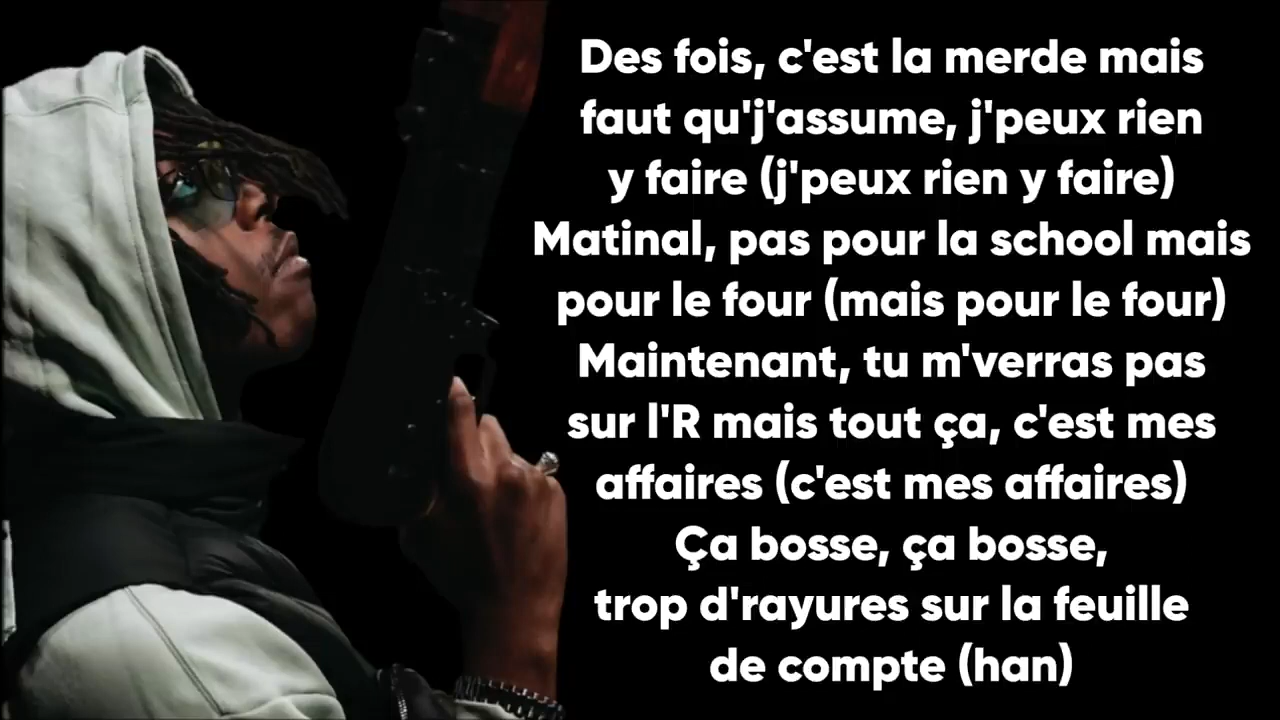 Des fois, c'est la merde mais
faut qu'j'assume, j'peux rien
y faire (j'peux rien y faire)
Matinal, pas pour la school mais
pour le four (mais pour le four)
Maintenant, tu m'verras pas
sur l'R mais tout ça, c'est mes
affaires (c'est mes affaires)
Ça bosse, ça bosse,
trop d'rayures sur la feuille
de compte (han)